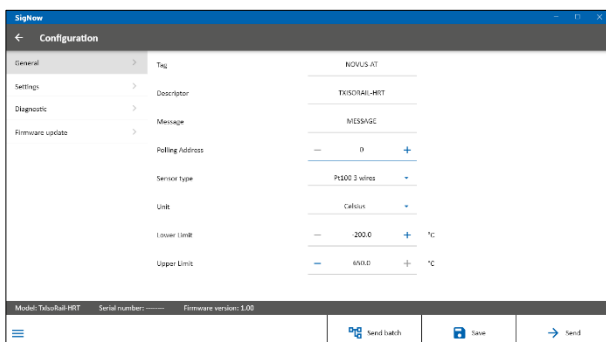 SigNow
Configuration
General
Settings
Diagnostic
Firmware update
Tag NOVUS AT
Descriptor TXISORAIL-HRT
Message MESSAGE
Polling Address − 0 +
Sensor type Pt100 3 wires
Unit Celsius
Lower Limit − -200.0 + °C
Upper Limit − 650.0 + °C
Model: TxIsoRail-HRT Serial number: -------- Firmware version: 1.00
Send batch Save Send